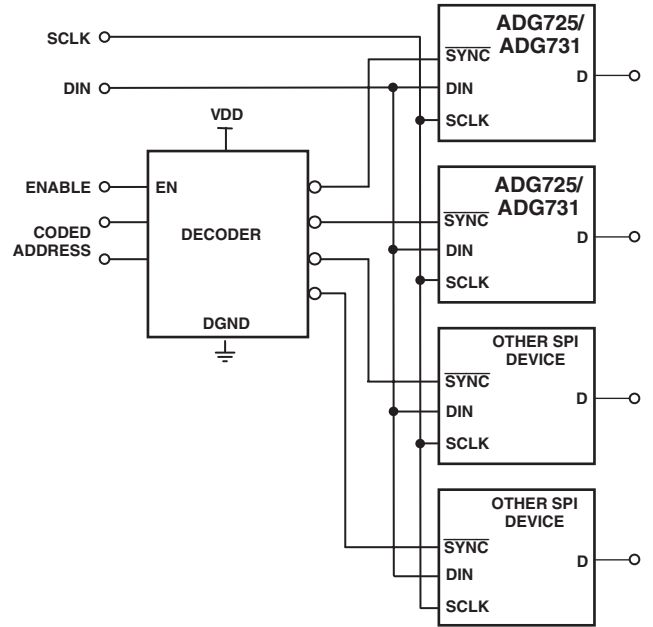 SCLK
DIN
VDD
ENABLE
EN
CODED
ADDRESS
DECODER
DGND
ADG725/
ADG731
SYNC
D
DIN
SCLK
ADG725/
ADG731
SYNC
D
DIN
SCLK
OTHER SPI
DEVICE
SYNC
D
DIN
SCLK
OTHER SPI
DEVICE
SYNC
D
DIN
SCLK